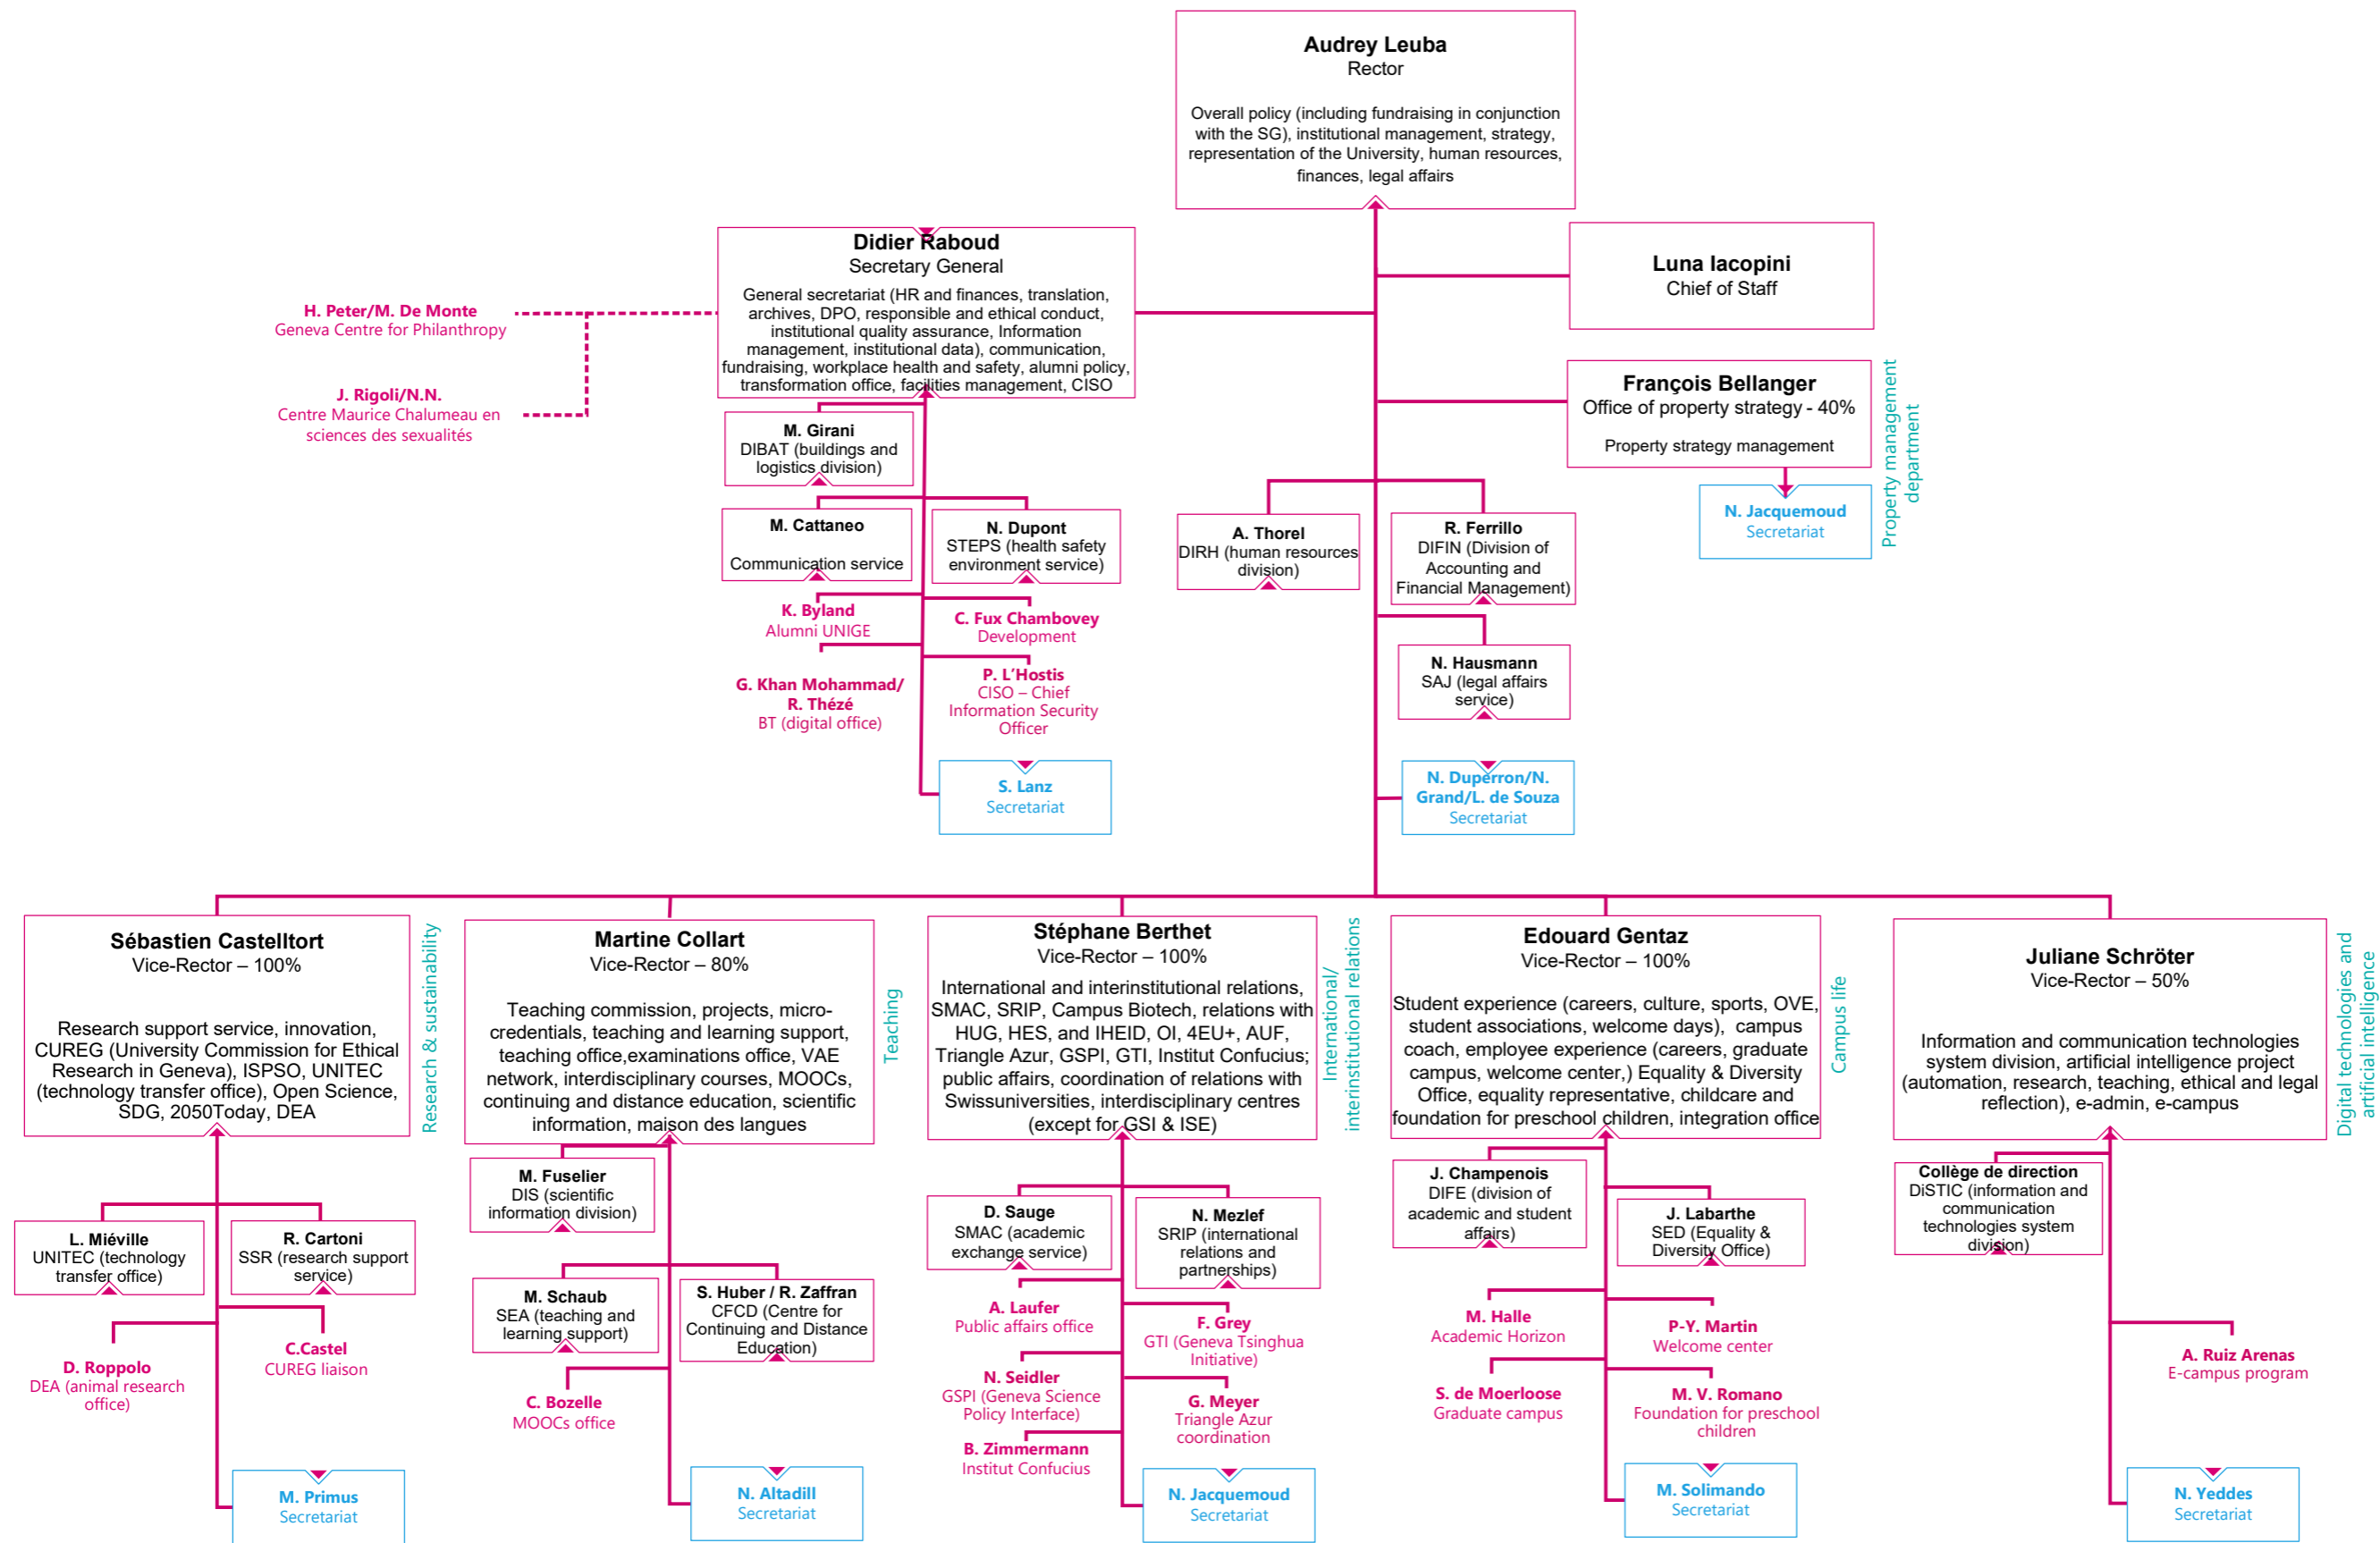 Audrey Leuba
Rector
Overall policy (including fundraising in conjunction
with the SG), institutional management, strategy,
representation of the University, human resources,
finances, legal affairs
Didier Raboud
Secretary General
General secretariat (HR and finances, translation,
archives, DPO, responsible and ethical conduct,
institutional quality assurance, Information
management, institutional data), communication,
fundraising, workplace health and safety, alumni policy,
transformation office, facilities management, CISO
Luna Iacopini
Chief of Staff
H. Peter/M. De Monte
Geneva Centre for Philanthropy
J. Rigoli/N.N.
Centre Maurice Chalumeau en
sciences des sexualités
François Bellanger
Office of property strategy - 40%
Property strategy management
Property management
department
N. Jacquemoud
Secretariat
M. Girani
DIBAT (buildings and
logistics division)
M. Cattaneo
Communication service
N. Dupont
STEPS (health safety
environment service)
A. Thorel
DIRH (human resources
division)
R. Ferrillo
DIFIN (Division of
Accounting and
Financial Management)
K. Byland
Alumni UNIGE
C. Fux Chambovey
Development
G. Khan Mohammad/
R. Thézé
BT (digital office)
P. L’Hostis
CISO – Chief
Information Security
Officer
N. Hausmann
SAJ (legal affairs
service)
S. Lanz
Secretariat
N. Duperron/N.
Grand/L. de Souza
Secretariat
Sébastien Castelltort
Vice-Rector – 100%
Research support service, innovation,
CUREG (University Commission for Ethical
Research in Geneva), ISPSO, UNITEC
(technology transfer office), Open Science,
SDG, 2050Today, DEA
Research & sustainability
L. Miéville
UNITEC (technology
transfer office)
R. Cartoni
SSR (research support
service)
D. Roppolo
DEA (animal research
office)
C.Castel
CUREG liaison
M. Primus
Secretariat
Martine Collart
Vice-Rector – 80%
Teaching commission, projects, micro-
credentials, teaching and learning support,
teaching office,examinations office, VAE
network, interdisciplinary courses, MOOCs,
continuing and distance education, scientific
information, maison des langues
Teaching
M. Fuselier
DIS (scientific
information division)
M. Schaub
SEA (teaching and
learning support)
S. Huber / R. Zaffran
CFCD (Centre for
Continuing and Distance
Education)
C. Bozelle
MOOCs office
N. Altadill
Secretariat
Stéphane Berthet
Vice-Rector – 100%
International and interinstitutional relations,
SMAC, SRIP, Campus Biotech, relations with
HUG, HES, and IHEID, OI, 4EU+, AUF,
Triangle Azur, GSPI, GTI, Institut Confucius;
public affairs, coordination of relations with
Swissuniversities, interdisciplinary centres
(except for GSI & ISE)
International/
interinstitutional relations
D. Sauge
SMAC (academic
exchange service)
N. Mezlef
SRIP (international
relations and
partnerships)
A. Laufer
Public affairs office
F. Grey
GTI (Geneva Tsinghua
Initiative)
N. Seidler
GSPI (Geneva Science
Policy Interface)
G. Meyer
Triangle Azur
coordination
B. Zimmermann
Institut Confucius
N. Jacquemoud
Secretariat
Edouard Gentaz
Vice-Rector – 100%
Student experience (careers, culture, sports, OVE,
student associations, welcome days), campus
coach, employee experience (careers, graduate
campus, welcome center,) Equality & Diversity
Office, equality representative, childcare and
foundation for preschool children, integration office
Campus life
J. Champenois
DIFE (division of
academic and student
affairs)
J. Labarthe
SED (Equality &
Diversity Office)
M. Halle
Academic Horizon
P-Y. Martin
Welcome center
S. de Moerloose
Graduate campus
M. V. Romano
Foundation for preschool
children
M. Solimando
Secretariat
Juliane Schröter
Vice-Rector – 50%
Information and communication technologies
system division, artificial intelligence project
(automation, research, teaching, ethical and legal
reflection), e-admin, e-campus
Digital technologies and
artificial intelligence
Collège de direction
DiSTIC (information and
communication
technologies system
division)
A. Ruiz Arenas
E-campus program
N. Yeddes
Secretariat